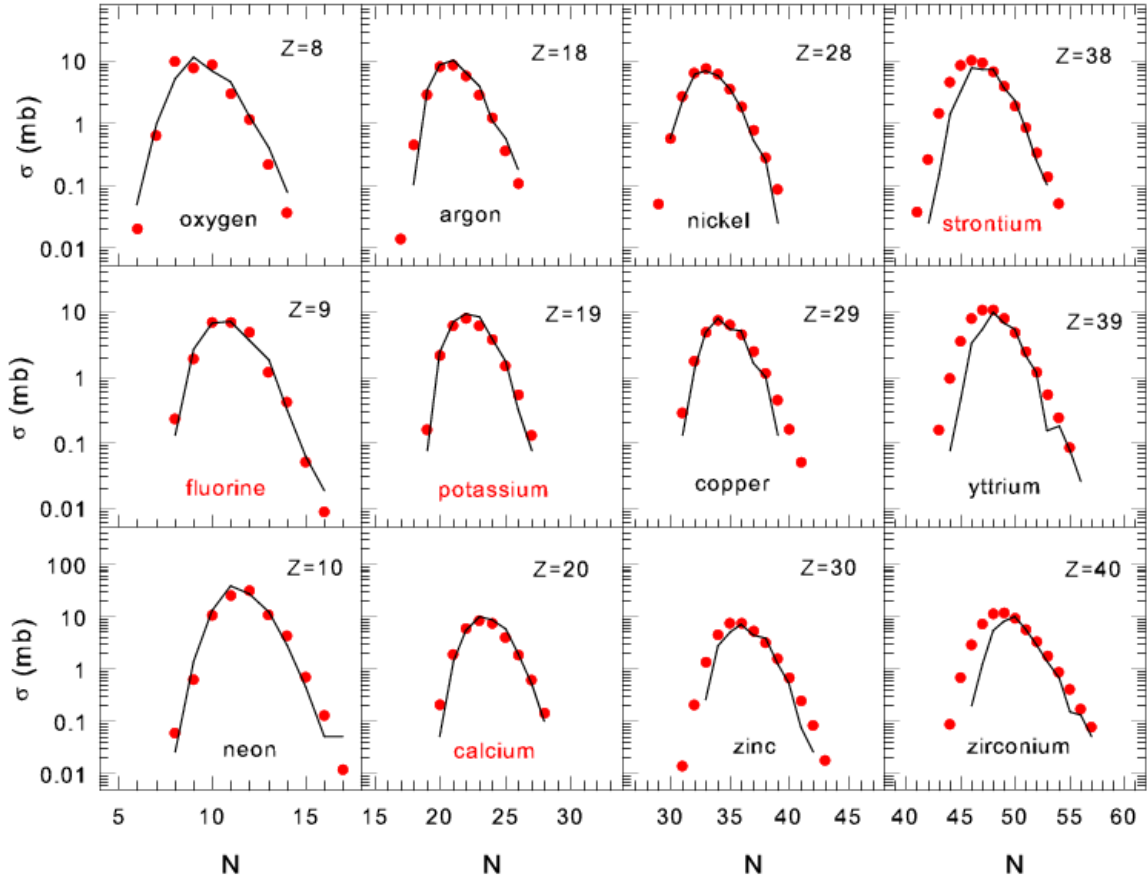 Z=8
Z=18
Z=28
Z=38
10
1
0.1
0.01
σ (mb)
oxygen
argon
nickel
strontium
Z=9
Z=19
Z=29
Z=39
10
1
0.1
0.01
σ (mb)
fluorine
potassium
copper
yttrium
Z=10
Z=20
Z=30
Z=40
100
10
1
0.1
0.01
σ (mb)
neon
calcium
zinc
zirconium
5 10 15 15 20 25 30 30 35 40 45 40 45 50 55 60
N N N N